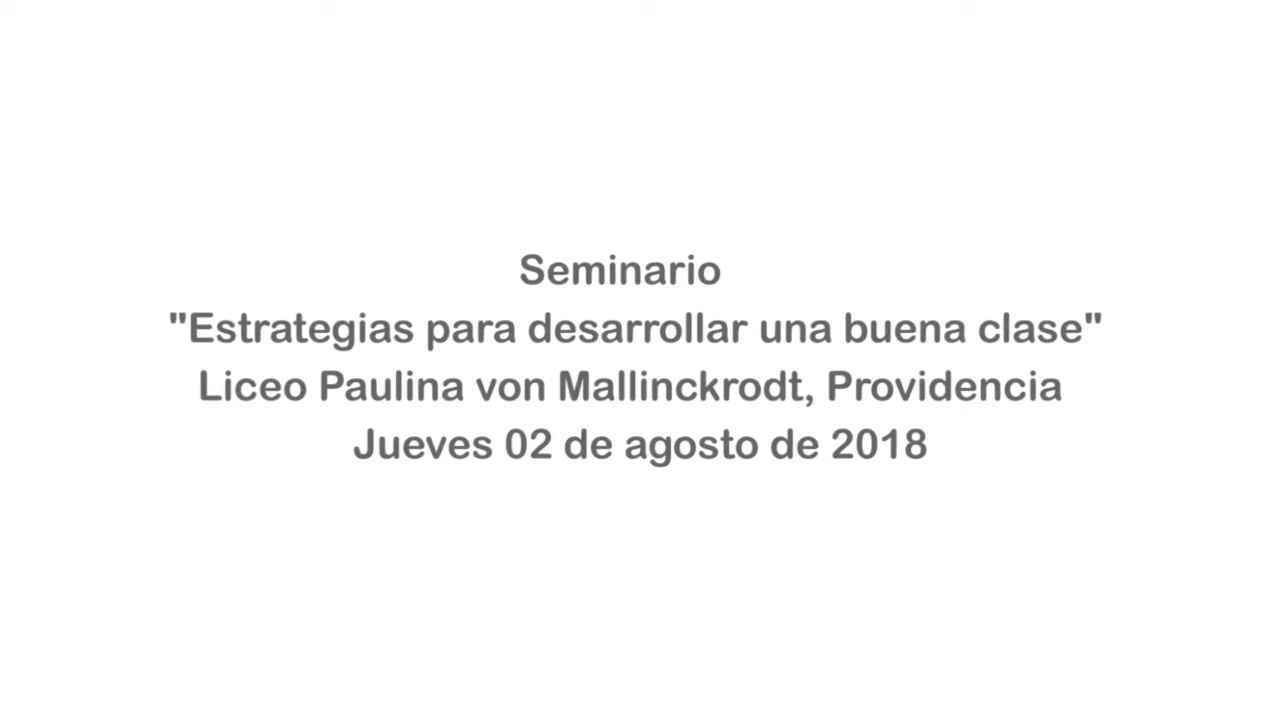 Seminario
"Estrategias para desarrollar una buena clase"
Liceo Paulina von Mallinckrodt, Providencia
Jueves 02 de agosto de 2018